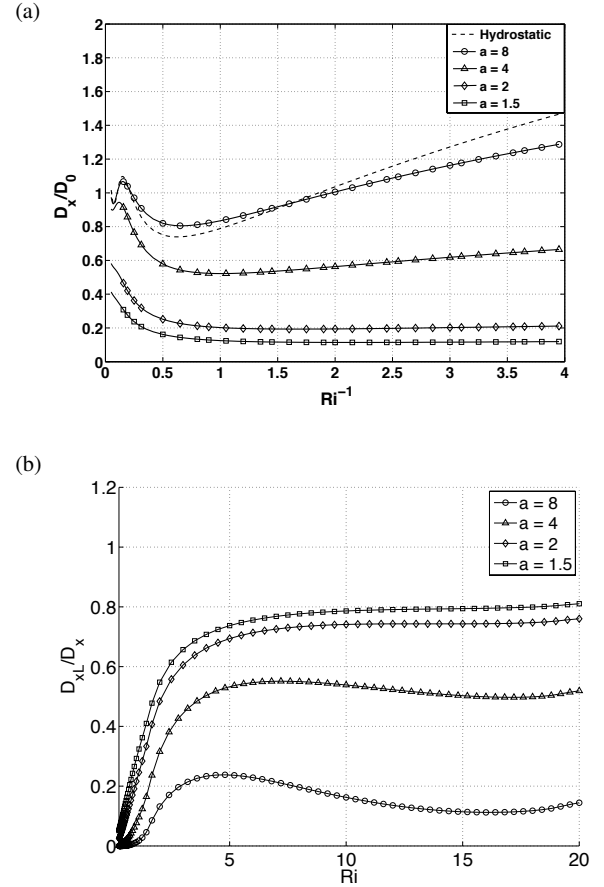 (a)
2
1.8
1.6
1.4
1.2
1
0.8
0.6
0.4
0.2
0
D_x/D_0
0 0.5 1 1.5 2 2.5 3 3.5 4
Ri⁻¹
Hydrostatic
a = 8
a = 4
a = 2
a = 1.5
(b)
1.2
1
0.8
0.6
0.4
0.2
0
D_xL/D_x
5 10 15 20
Ri
a = 8
a = 4
a = 2
a = 1.5